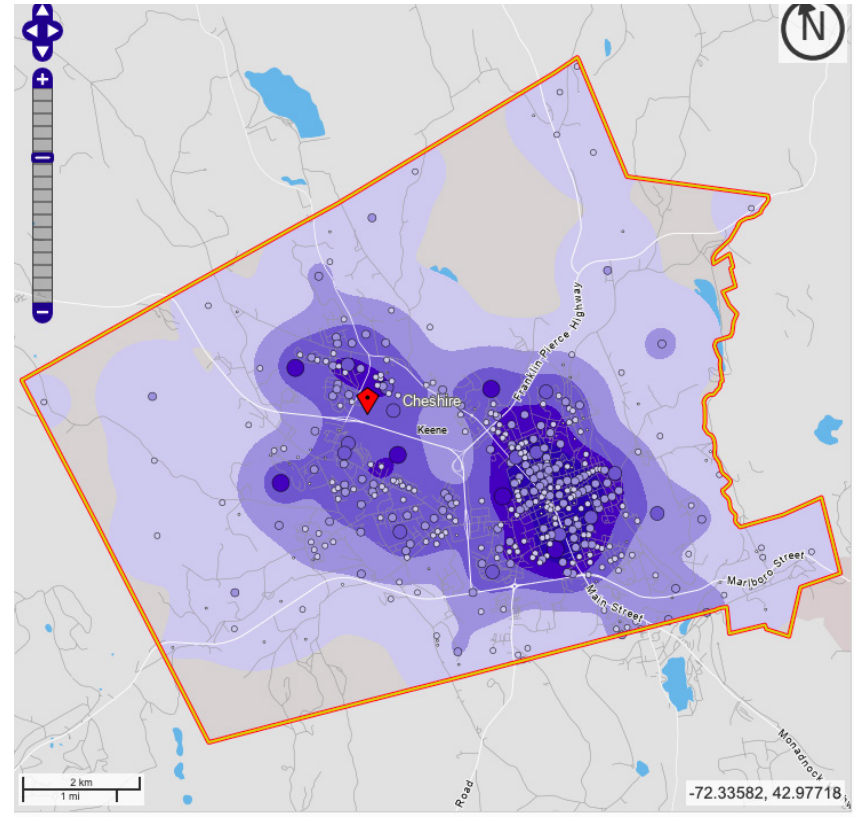 N
+
Franklin Pierce Highway
Cheshire
Keene
Marlboro Street
Main Street
Monadnock
Road
−
2 km
1 mi
-72.33582, 42.97718